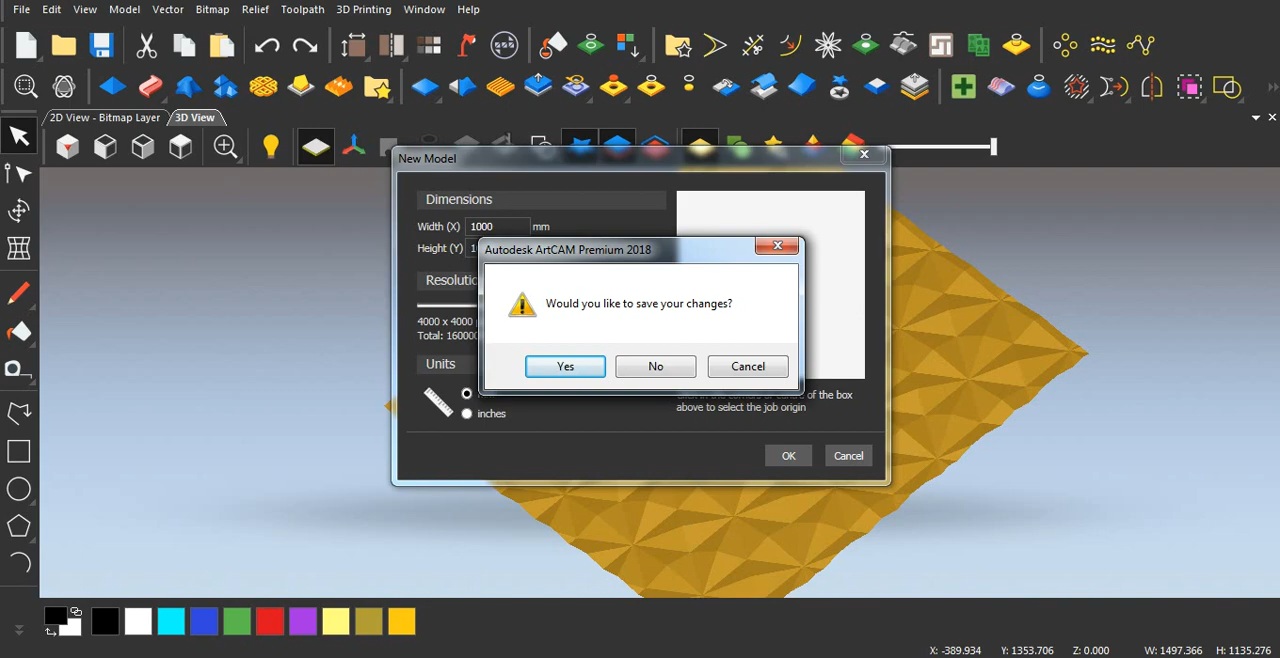 File Edit View Model Vector Bitmap Relief Toolpath 3D Printing Window Help
2D View - Bitmap Layer 3D View
New Model
Dimensions
Width (X) 1000 mm
Height (Y)
Autodesk ArtCAM Premium 2018
Would you like to save your changes?
Yes No Cancel
4000 x 4000
Total:
Units
inches
of the box
above to select the job origin
OK Cancel
X: -389.934 Y: 1353.706 Z: 0.000 W: 1497.366 H: 1135.276